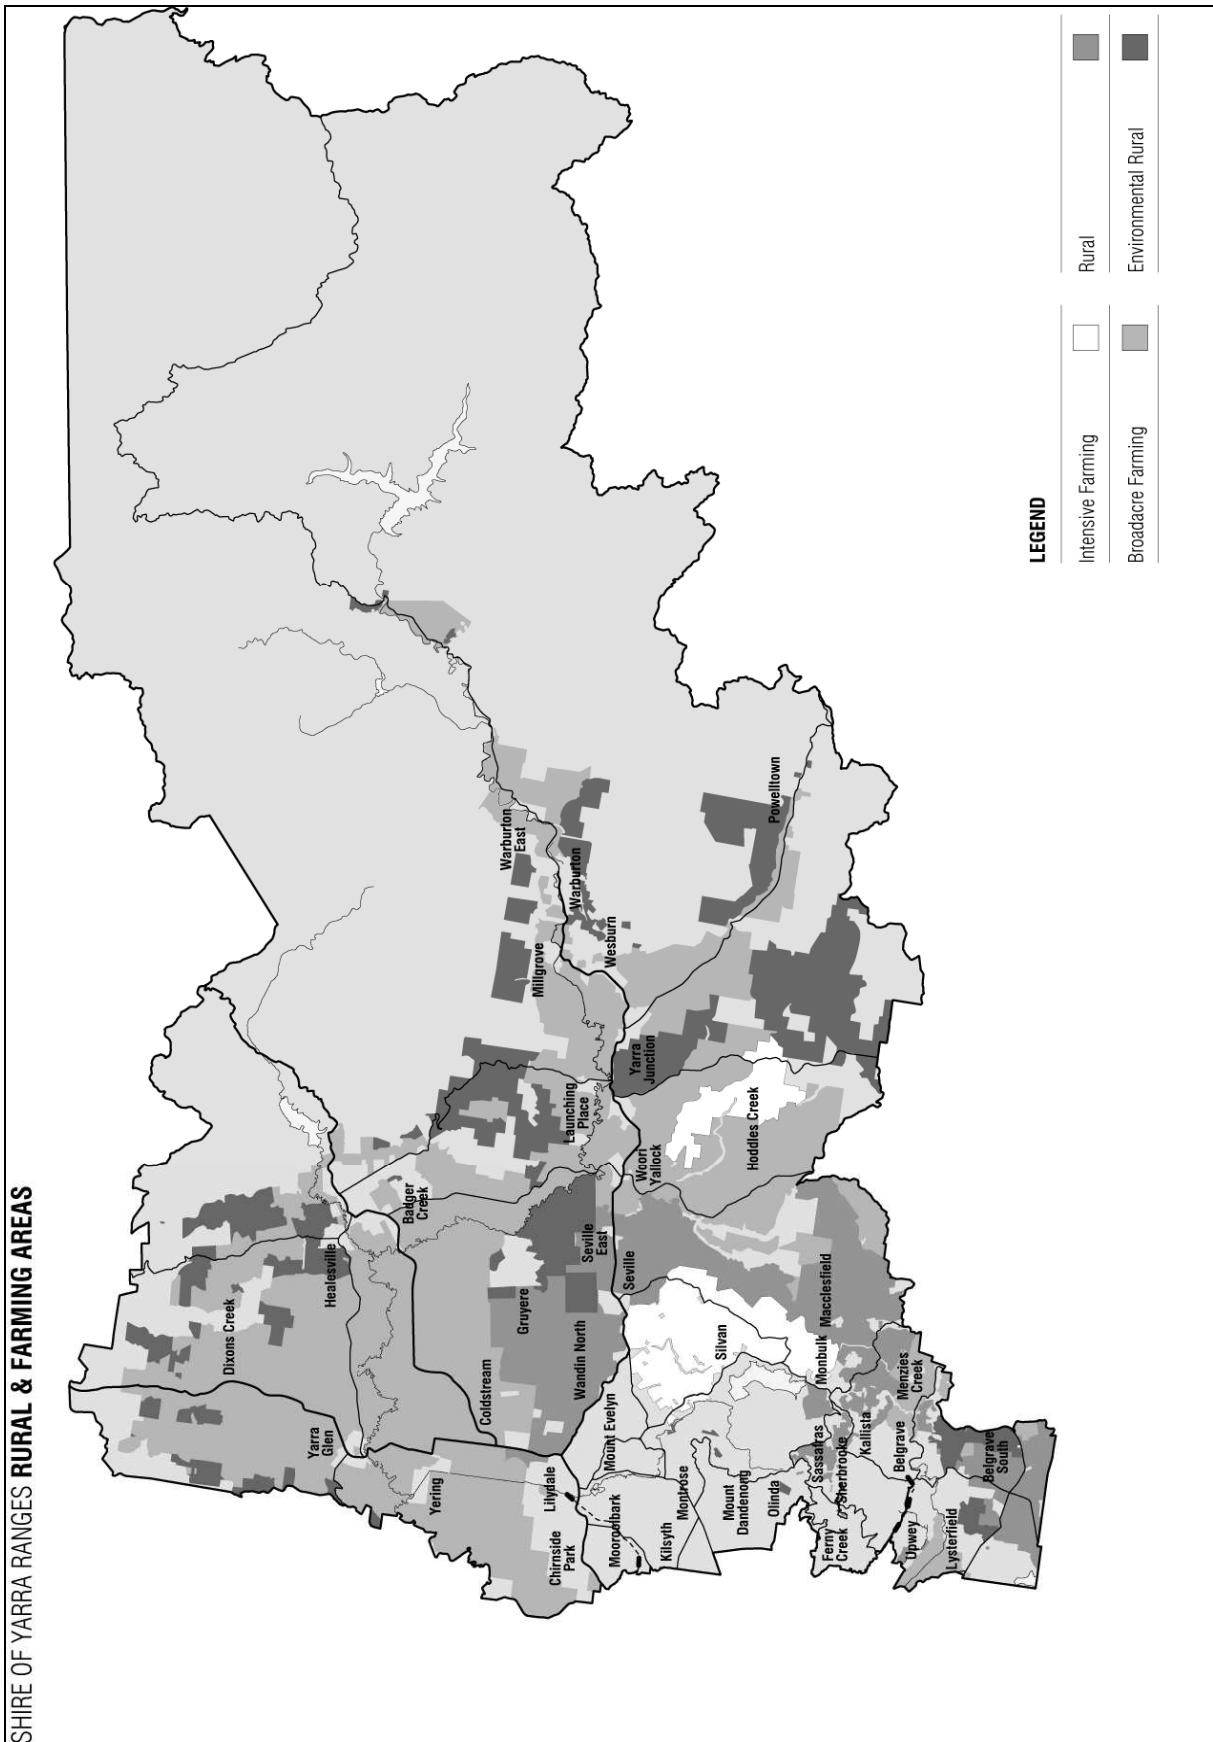 SHIRE OF YARRA RANGES RURAL & FARMING AREAS
Dixons Creek
Healesville
Yarra
Glen
Yering
Coldstream
Gruyere
Wandin North
Badger
Creek
Launching
Place
Seville
East
Seville
Millgrove
Warburton
East
Warburton
Wesburn
Yarra
Junction
Woori
Yallock
Hoddles Creek
Powelltown
Chirnside
Park
Lilydale
Mooroolbark
Mount Evelyn
Kilsyth
Montrose
Mount
Dandenong
Olinda
Silvan
Monbulk
Macclesfield
Sassafras
Sherbrooke
Ferny
Creek
Kallista
Menzies
Creek
Belgrave
Upwey
Lysterfield
Belgrave
South
LEGEND
Intensive Farming
Rural
Broadacre Farming
Environmental Rural